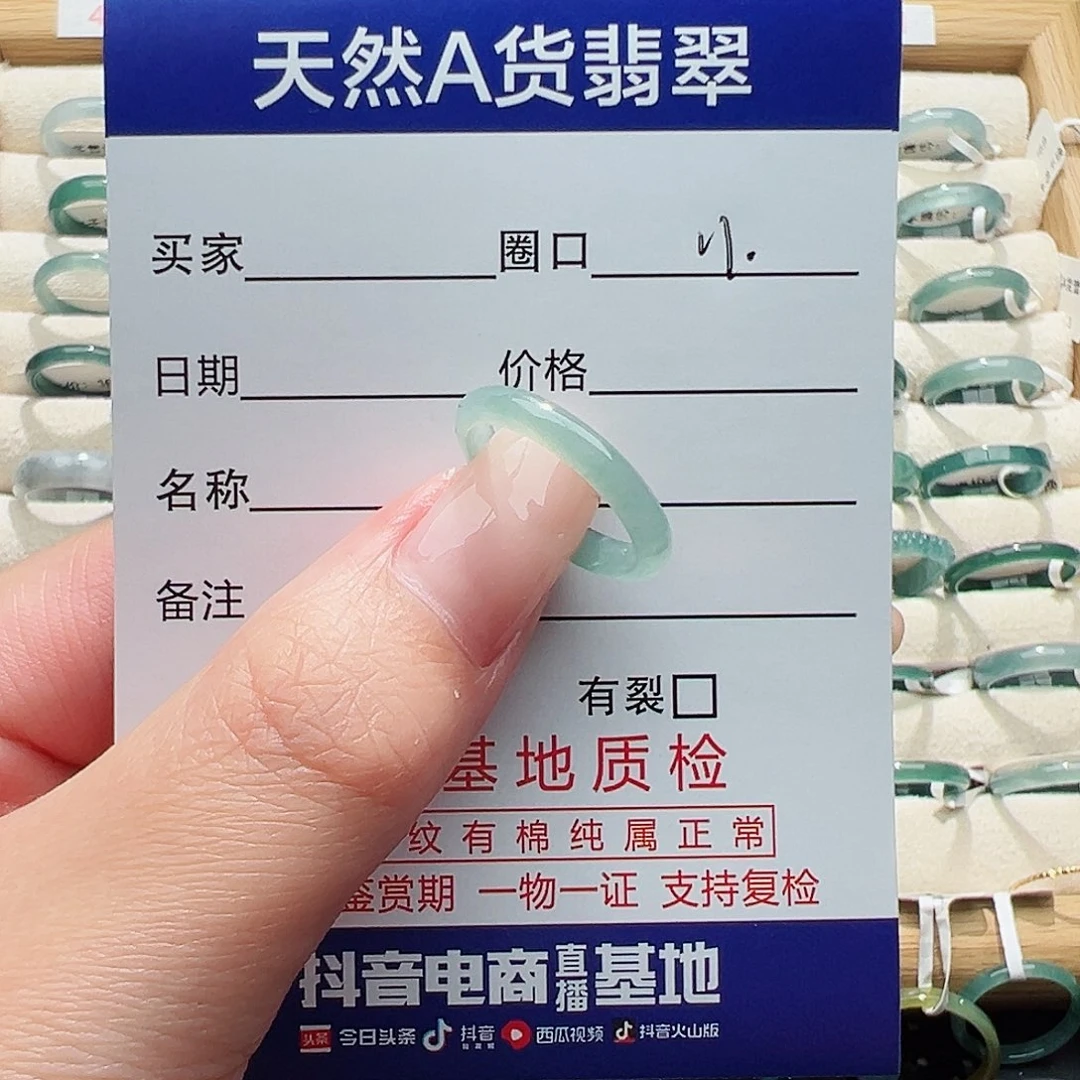 天然A货翡翠
买家 圈口
日期 价格
名称
备注
有裂
基地质检
纹有棉纯属正常
鉴赏期 一物一证 支持复检
抖音电商直播基地
头条 今日头条 抖音 西瓜视频 抖音火山版